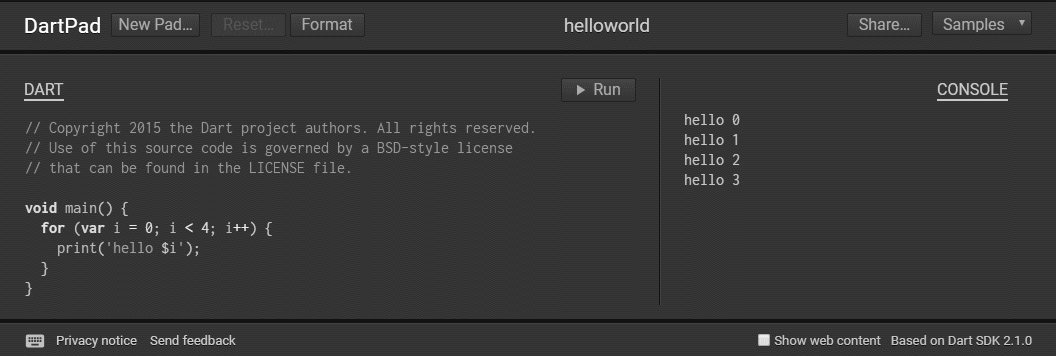 DartPad New Pad... Reset... Format helloworld Share... Samples
DART Run CONSOLE
// Copyright 2015 the Dart project authors. All rights reserved.
// Use of this source code is governed by a BSD-style license
// that can be found in the LICENSE file.
void main() {
  for (var i = 0; i < 4; i++) {
    print('hello $i');
  }
}
hello 0
hello 1
hello 2
hello 3
Privacy notice Send feedback Show web content Based on Dart SDK 2.1.0